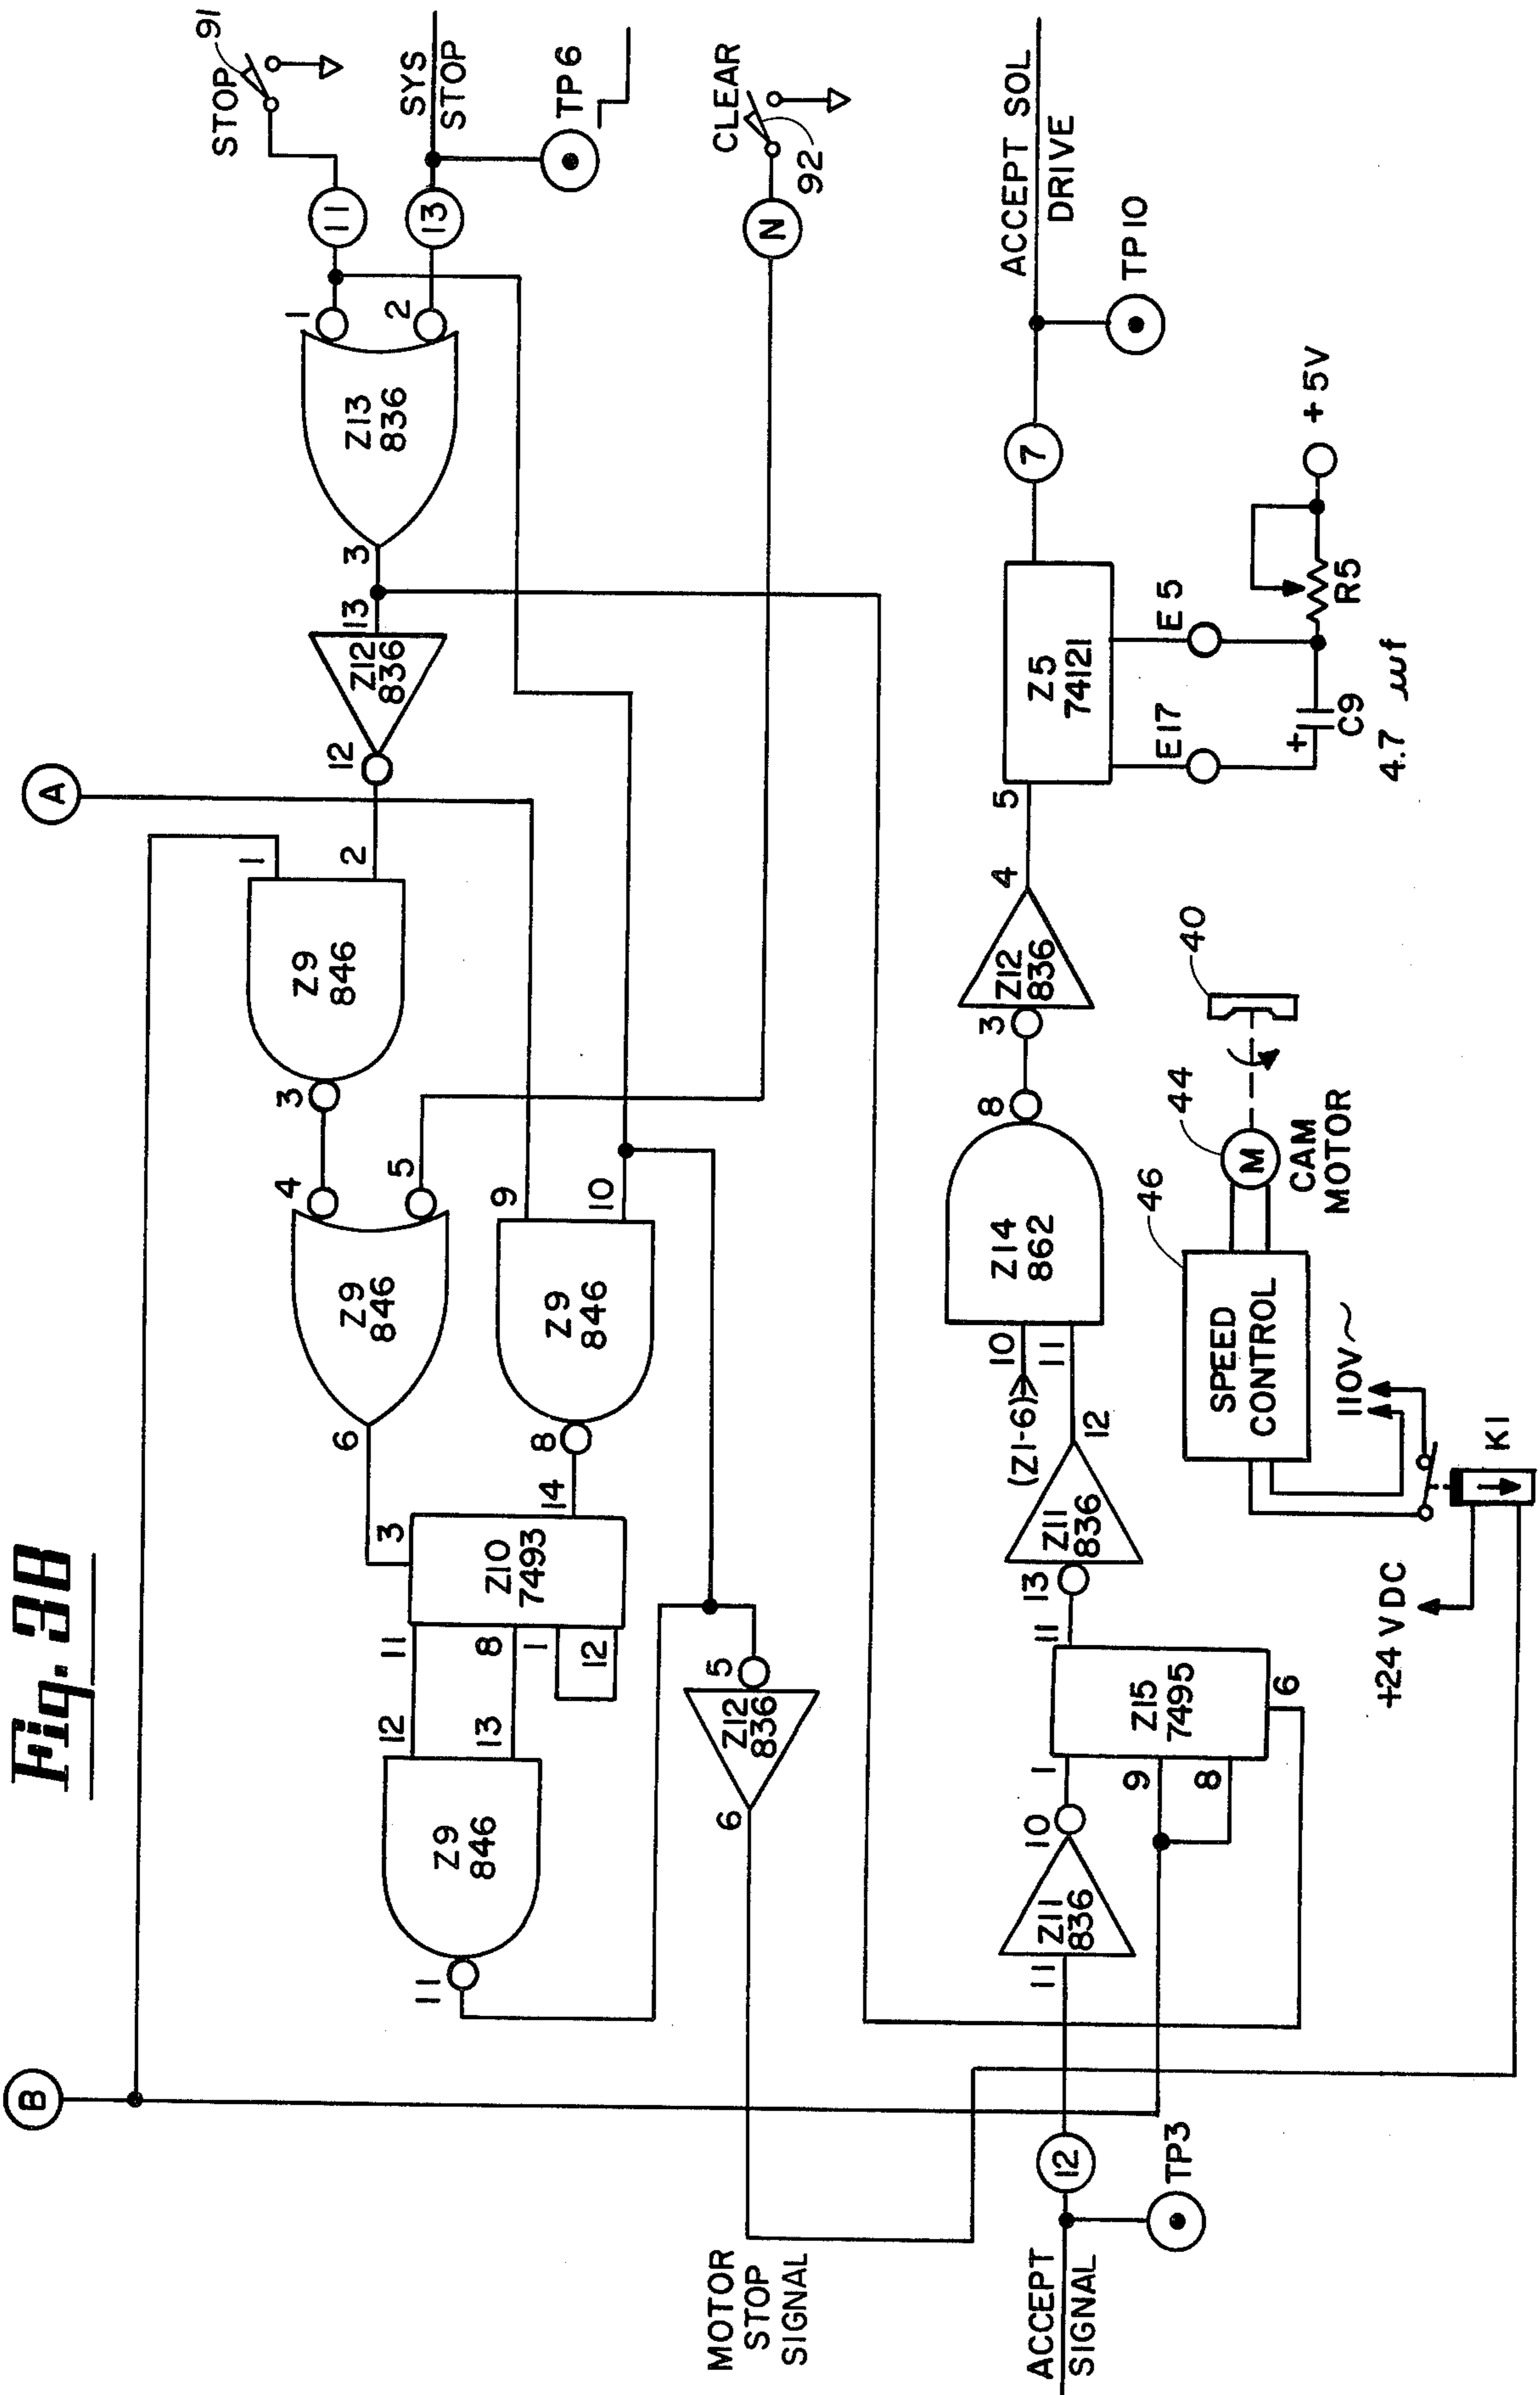 Fig. 3B
B
A
STOP
91
11
SYS
STOP
13
TP6
CLEAR
92
N
1
2
Z13
836
3
13
Z12
836
12
1
2
Z9
846
3
4
5
Z9
846
6
9
10
Z9
846
8
14
3
Z10
7493
11
8
1
12
12
13
Z9
846
11
5
Z12
836
6
MOTOR
STOP
SIGNAL
ACCEPT
SIGNAL
12
TP3
11
Z11
836
10
1
9
8
Z15
7495
6
11
13
Z11
836
12
(Z1-6)
10
11
Z14
862
8
3
Z12
836
4
5
Z5
74121
7
ACCEPT SOL
DRIVE
TP10
E17
E5
+
C9
4.7 uf
R5
+5V
+24 VDC
K1
110V~
SPEED
CONTROL
46
M
44
CAM
MOTOR
40